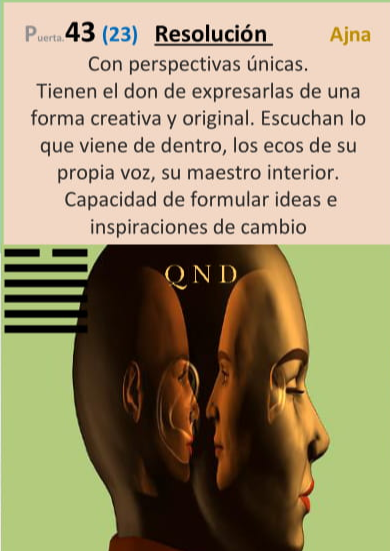 Puerta.43 (23) Resolución Ajna
Con perspectivas únicas.
Tienen el don de expresarlas de una
forma creativa y original. Escuchan lo
que viene de dentro, los ecos de su
propia voz, su maestro interior.
Capacidad de formular ideas e
inspiraciones de cambio
QND